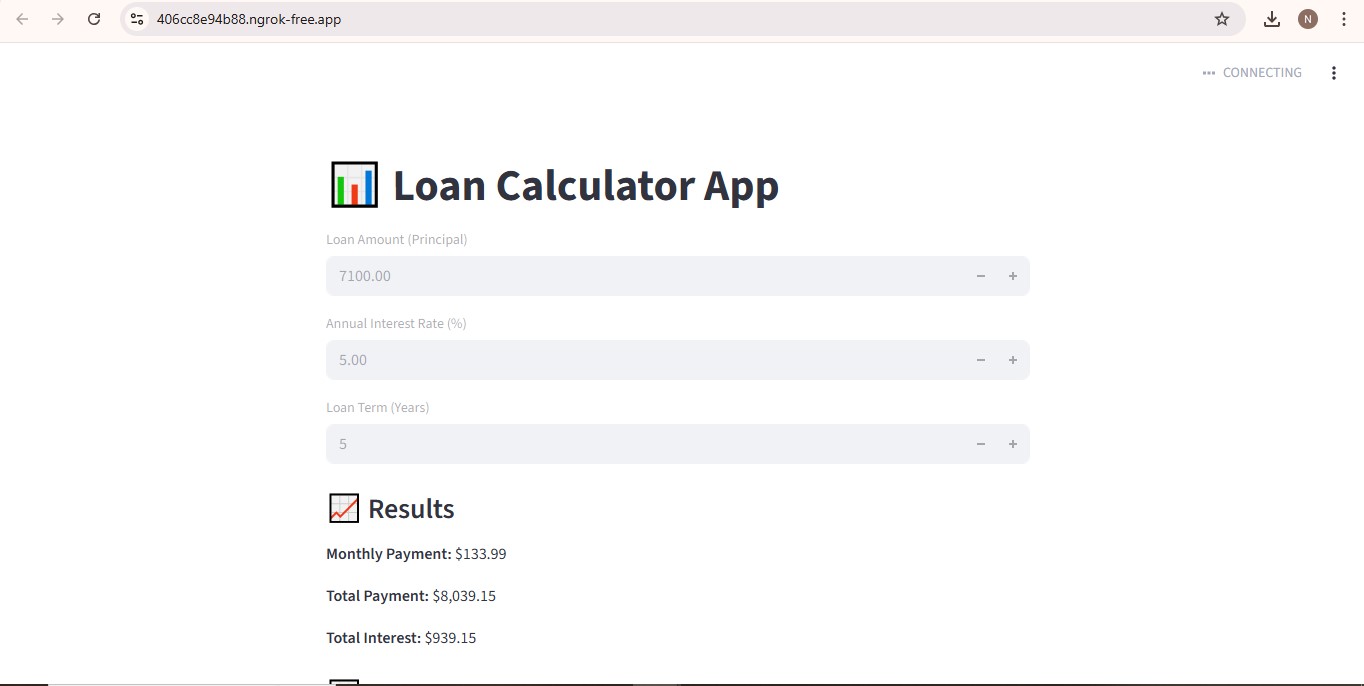 406cc8e94b88.ngrok-free.app
N
CONNECTING
Loan Calculator App
Loan Amount (Principal)
7100.00
Annual Interest Rate (%)
5.00
Loan Term (Years)
5
Results
Monthly Payment: $133.99
Total Payment: $8,039.15
Total Interest: $939.15